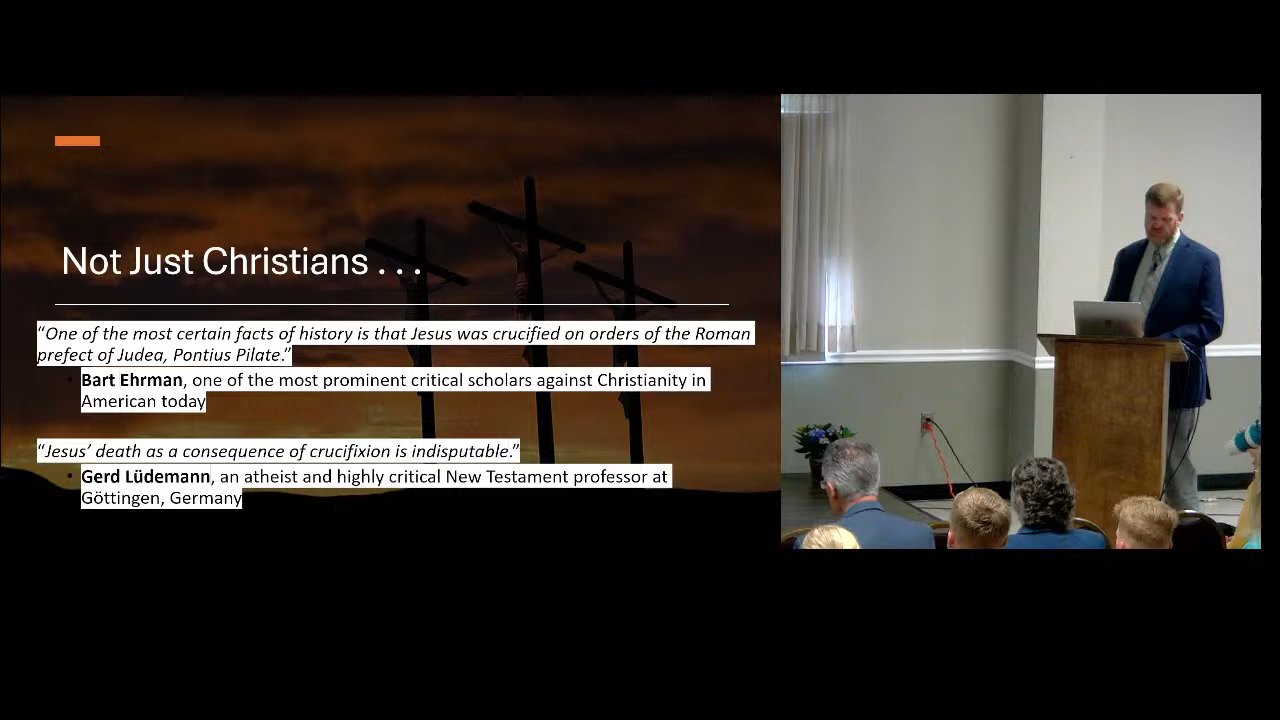 Not Just Christians . . .
“One of the most certain facts of history is that Jesus was crucified on orders of the Roman
prefect of Judea, Pontius Pilate.”
Bart Ehrman, one of the most prominent critical scholars against Christianity in
American today
“Jesus’ death as a consequence of crucifixion is indisputable.”
Gerd Lüdemann, an atheist and highly critical New Testament professor at
Göttingen, Germany